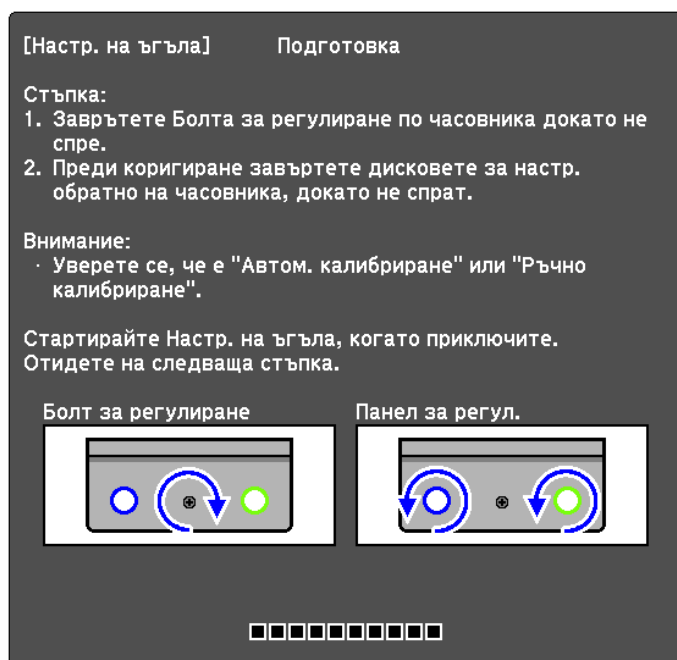 [Настр. на ъгъла] Подготовка
Стъпка:
1. Заврътете Болта за регулиране по часовника докато не
спре.
2. Преди коригиране завъртете дисковете за настр.
обратно на часовника, докато не спрат.
Внимание:
· Уверете се, че е "Автом. калибриране" или "Ръчно
калибриране".
Стартирайте Настр. на ъгъла, когато приключите.
Отидете на следваща стъпка.
Болт за регулиране Панел за регул.